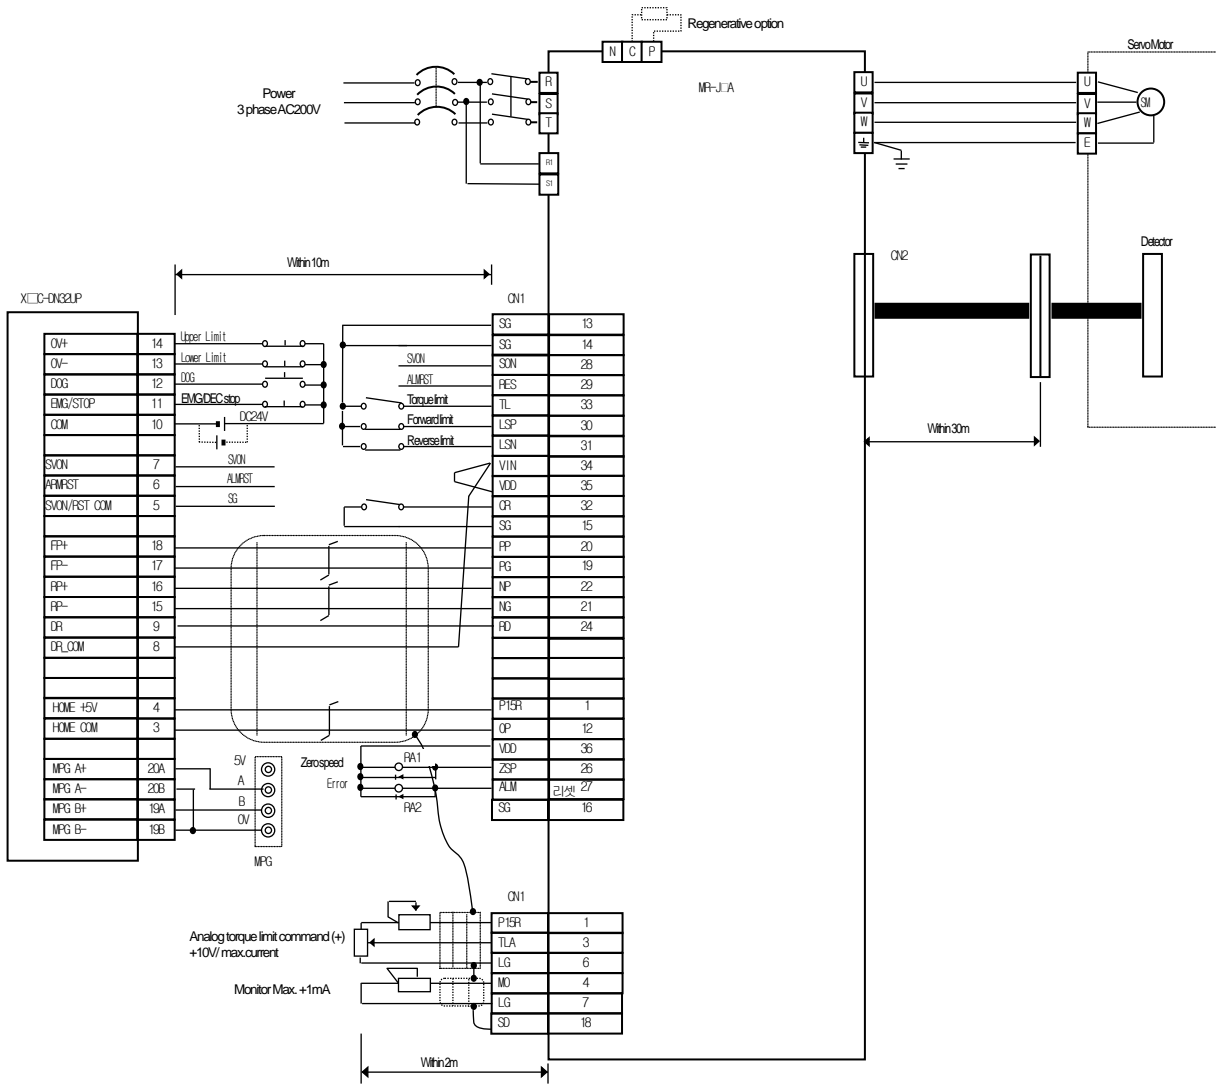 Regenerative option
N C P
Servo Motor
Power
3 phase AC200V
R
S
T
R1
S1
MR-J□A
U
V
W
U
V
W
E
SM
Within 10m
CN2
Detector
Within 30m
X□C-DN32UP
CN1
OV+ 14 Upper Limit
OV- 13 Lower Limit
DOG 12 DOG
EMG/STOP 11 EMG/DEC stop
COM 10 DC24V
SVON 7 SVON
ARMRST 6 ALMRST
SVON/RST COM 5 SG
FP+ 18
FP- 17
RP+ 16
RP- 15
DR 9
DR_COM 8
HOME +5V 4
HOME COM 3
MPG A+ 20A
MPG A- 20B
MPG B+ 19A
MPG B- 19B
5V
A
B
0V
MPG
SG 13
SG 14
SVON SON 28
ALMRST RES 29
Torque limit TL 33
Forward limit LSP 30
Reverse limit LSN 31
VIN 34
VDD 35
CR 32
SG 15
PP 20
PG 19
NP 22
NG 21
RD 24
P15R 1
OP 12
VDD 36
Zero speed RA1 ZSP 26
Error ALM 리셋 27
RA2 SG 16
CN1
P15R 1
Analog torque limit command (+)
+10V/ max.current
TLA 3
LG 6
Monitor Max. +1mA
MO 4
LG 7
SD 18
Within 2m